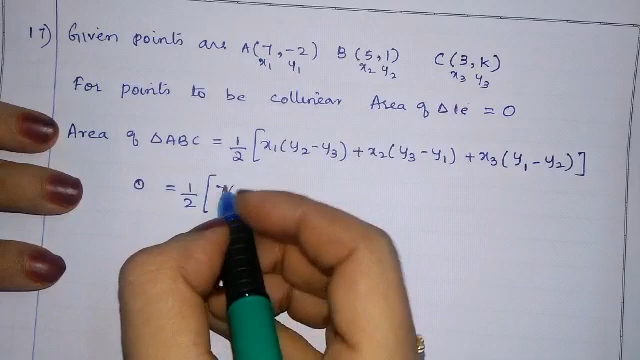 17) Given points are A(7,-2) B(5,1) C(3,K)
x₁ y₁ x₂ y₂ x₃ y₃
For points to be collinear Area of Δle = 0
Area of ΔABC = 1/2 [x₁(y₂-y₃) + x₂(y₃-y₁) + x₃(y₁-y₂)]
0 = 1/2 [7